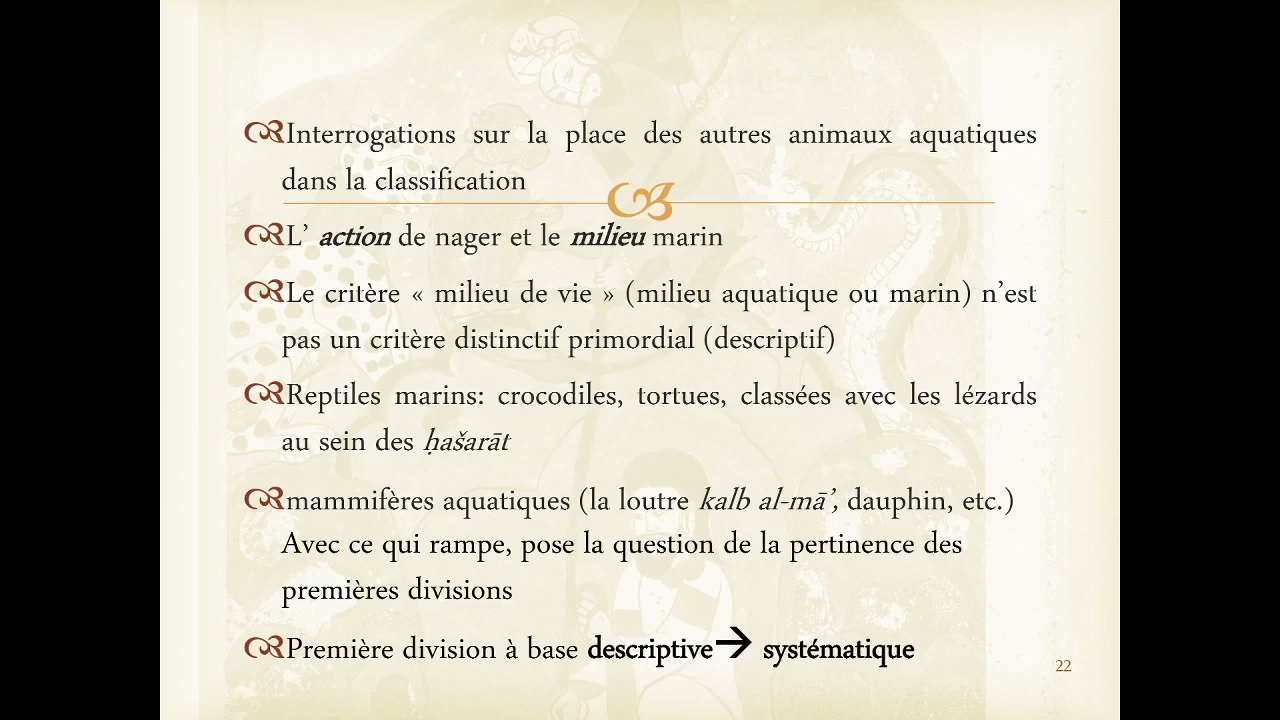 Interrogations sur la place des autres animaux aquatiques
dans la classification
L’ action de nager et le milieu marin
Le critère « milieu de vie » (milieu aquatique ou marin) n’est
pas un critère distinctif primordial (descriptif)
Reptiles marins: crocodiles, tortues, classées avec les lézards
au sein des ḥašarāt
mammifères aquatiques (la loutre kalb al-mā’, dauphin, etc.)
Avec ce qui rampe, pose la question de la pertinence des
premières divisions
Première division à base descriptive→ systématique
22